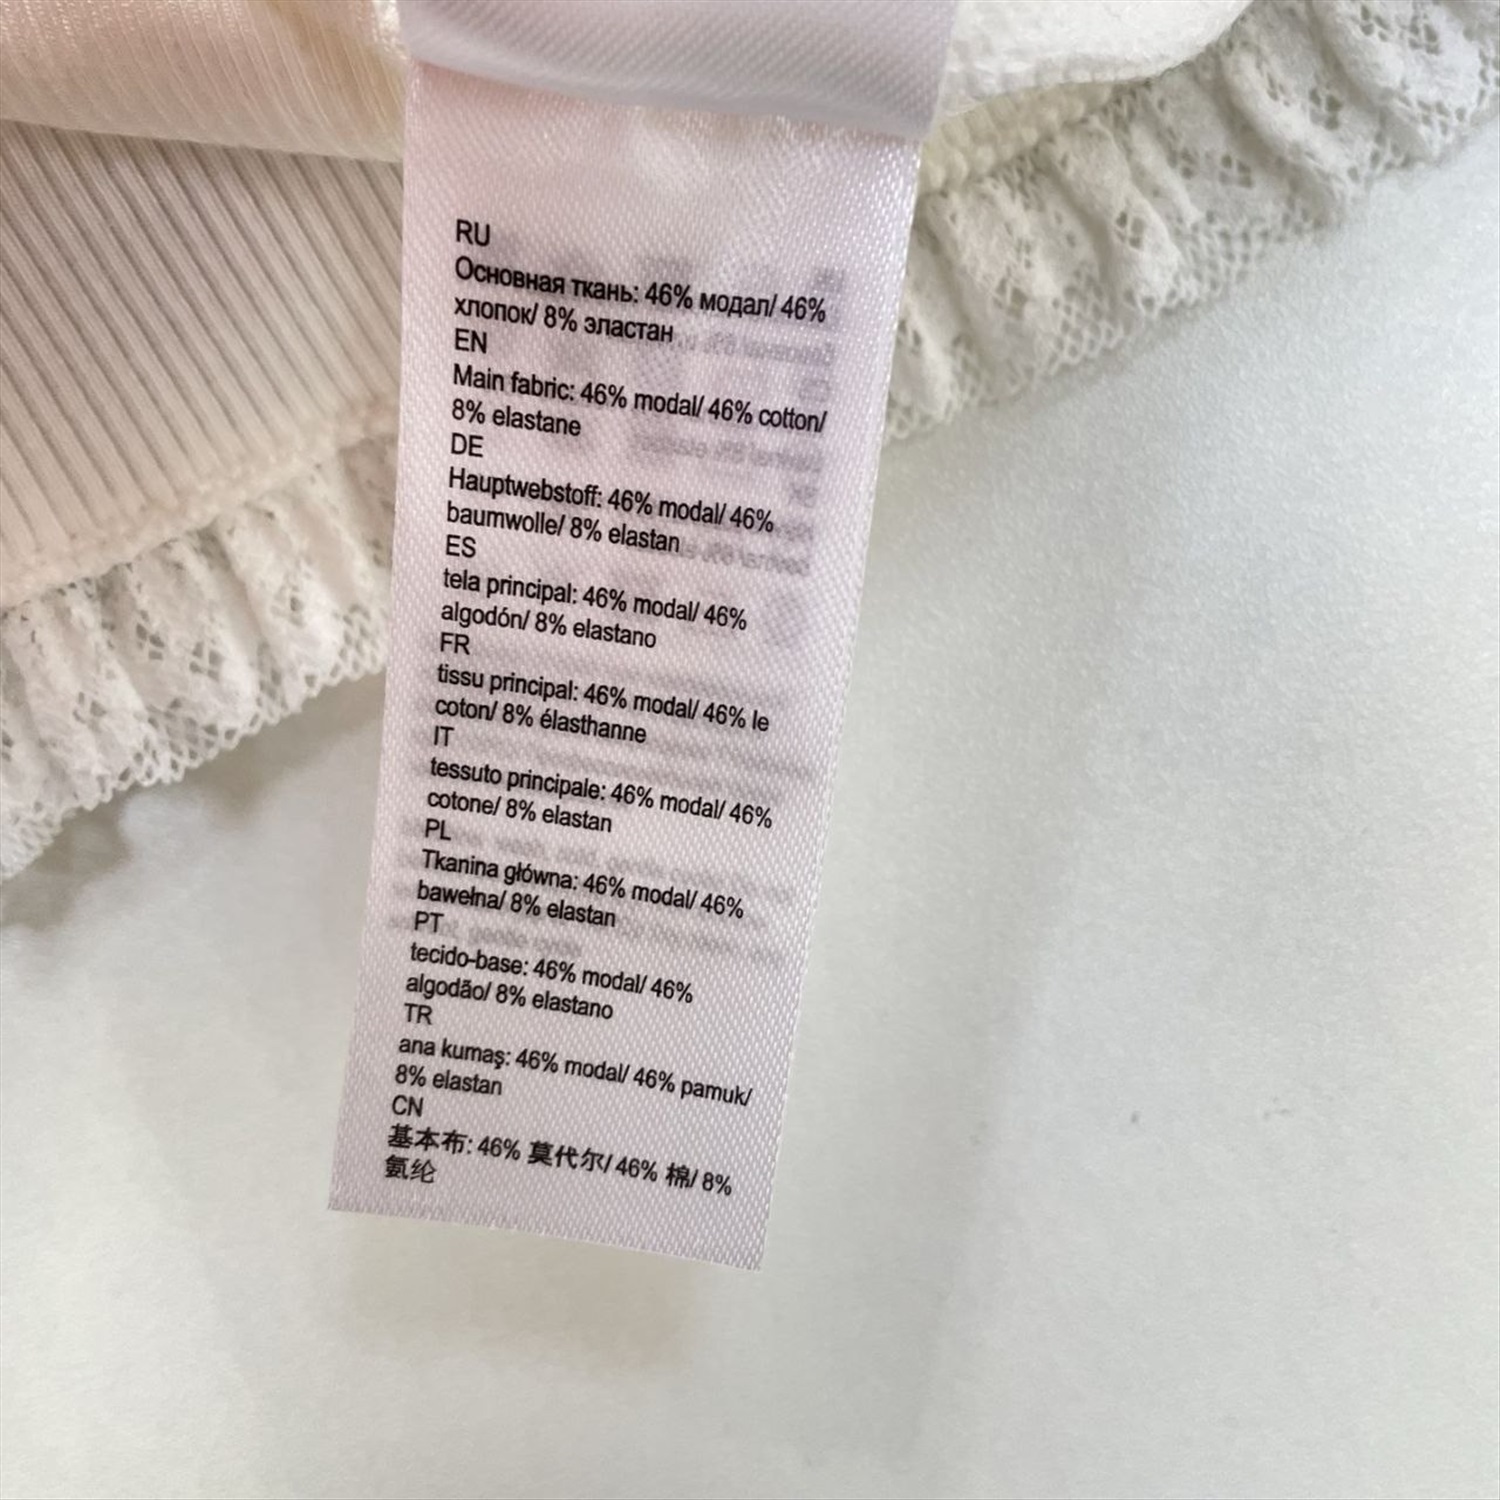 RU
Основная ткань: 46% модал/ 46%
хлопок/ 8% эластан
EN
Main fabric: 46% modal/ 46% cotton/
8% elastane
DE
Hauptwebstoff: 46% modal/ 46%
baumwolle/ 8% elastan
ES
tela principal: 46% modal/ 46%
algodón/ 8% elastano
FR
tissu principal: 46% modal/ 46% le
coton/ 8% élasthanne
IT
tessuto principale: 46% modal/ 46%
cotone/ 8% elastan
PL
Tkanina główna: 46% modal/ 46%
bawełna/ 8% elastan
PT
tecido-base: 46% modal/ 46%
algodão/ 8% elastano
TR
ana kumaş: 46% modal/ 46% pamuk/
8% elastan
CN
基本布: 46% 莫代尔/ 46% 棉/ 8%
氨纶